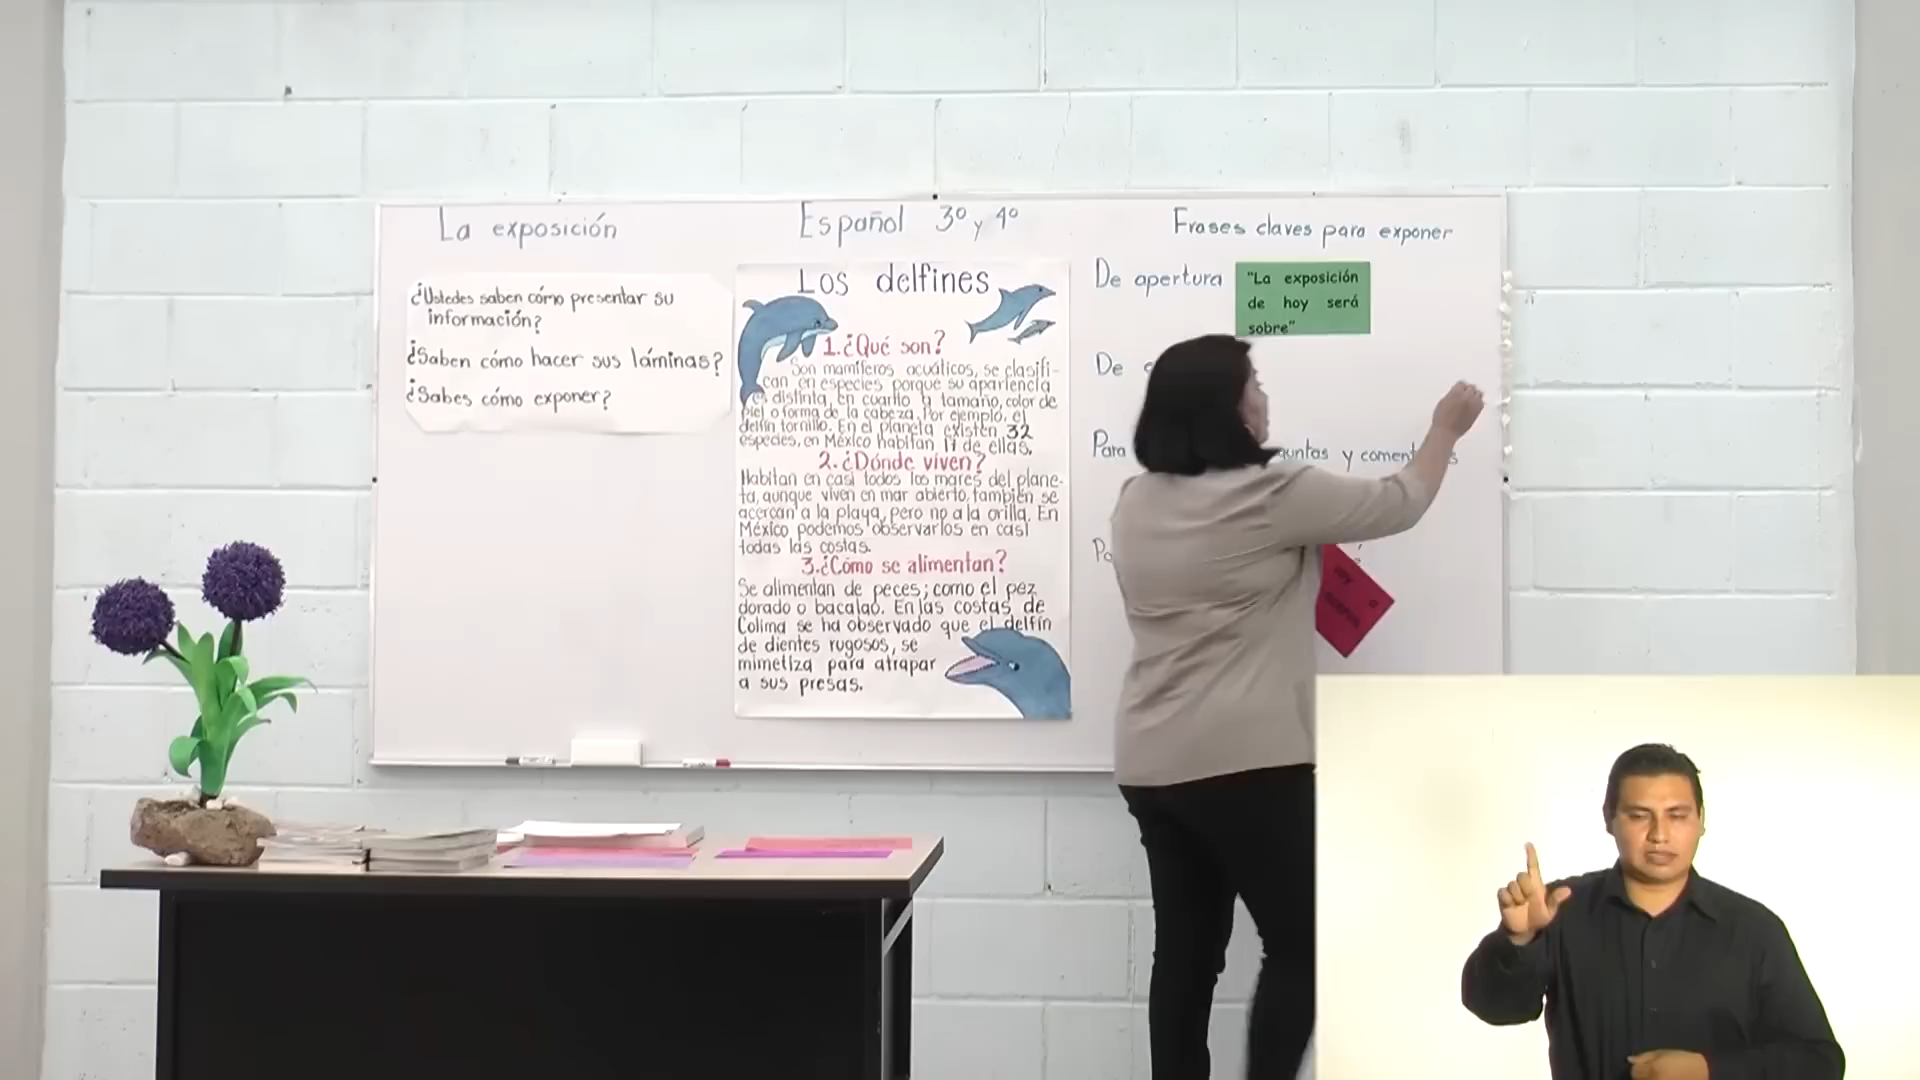 La exposición
¿Ustedes saben cómo presentar su
información?
¿Saben cómo hacer sus láminas?
¿Sabes cómo exponer?
Español 3º y 4º
Los delfines
1.¿Qué son?
Son mamíferos acuáticos, se clasifi-
can en especies porque su apariencia
es distinta, en cuanto a tamaño, color de
piel o forma de la cabeza. Por ejemplo, el
delfín tornillo. En el planeta existen 32
especies, en México habitan 17 de ellas.
2.¿Dónde viven?
Habitan en casi todos los mares del plane-
ta, aunque viven en mar abierto, también se
acercan a la playa, pero no a la orilla. En
México podemos observarlos en casi
todas las costas.
3.¿Cómo se alimentan?
Se alimentan de peces; como el pez
dorado o bacalao. En las costas de
Colima se ha observado que el delfín
de dientes rugosos, se
mimetiza para atrapar
a sus presas.
Frases claves para exponer
De apertura
"La exposición
de hoy será
sobre"
De
Para y
voy a